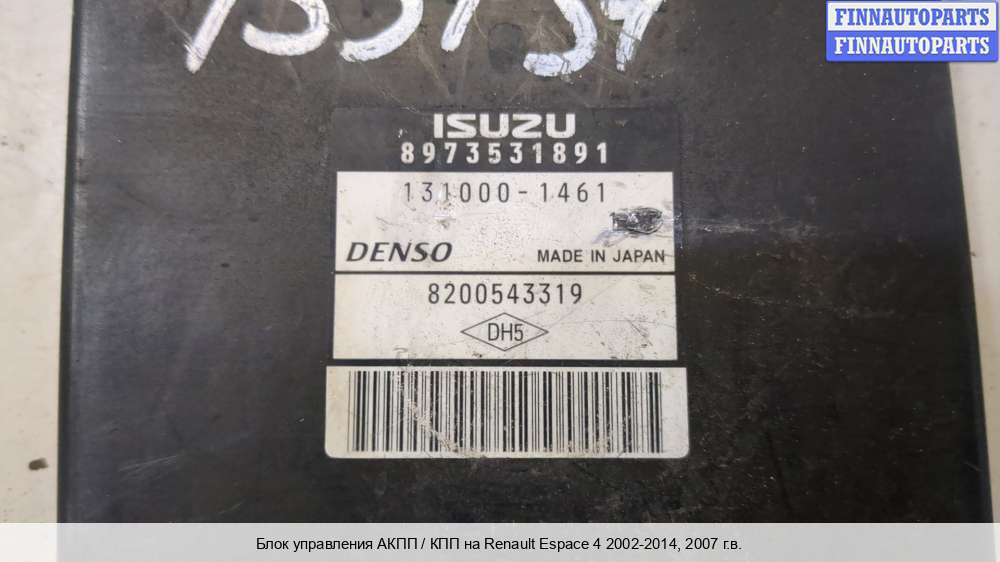 FINNAUTOPARTS
FINNAUTOPARTS
ISUZU
8973531891
131000-1461
DENSO MADE IN JAPAN
8200543319
DH5
Блок управления АКПП / КПП на Renault Espace 4 2002-2014, 2007 г.в.